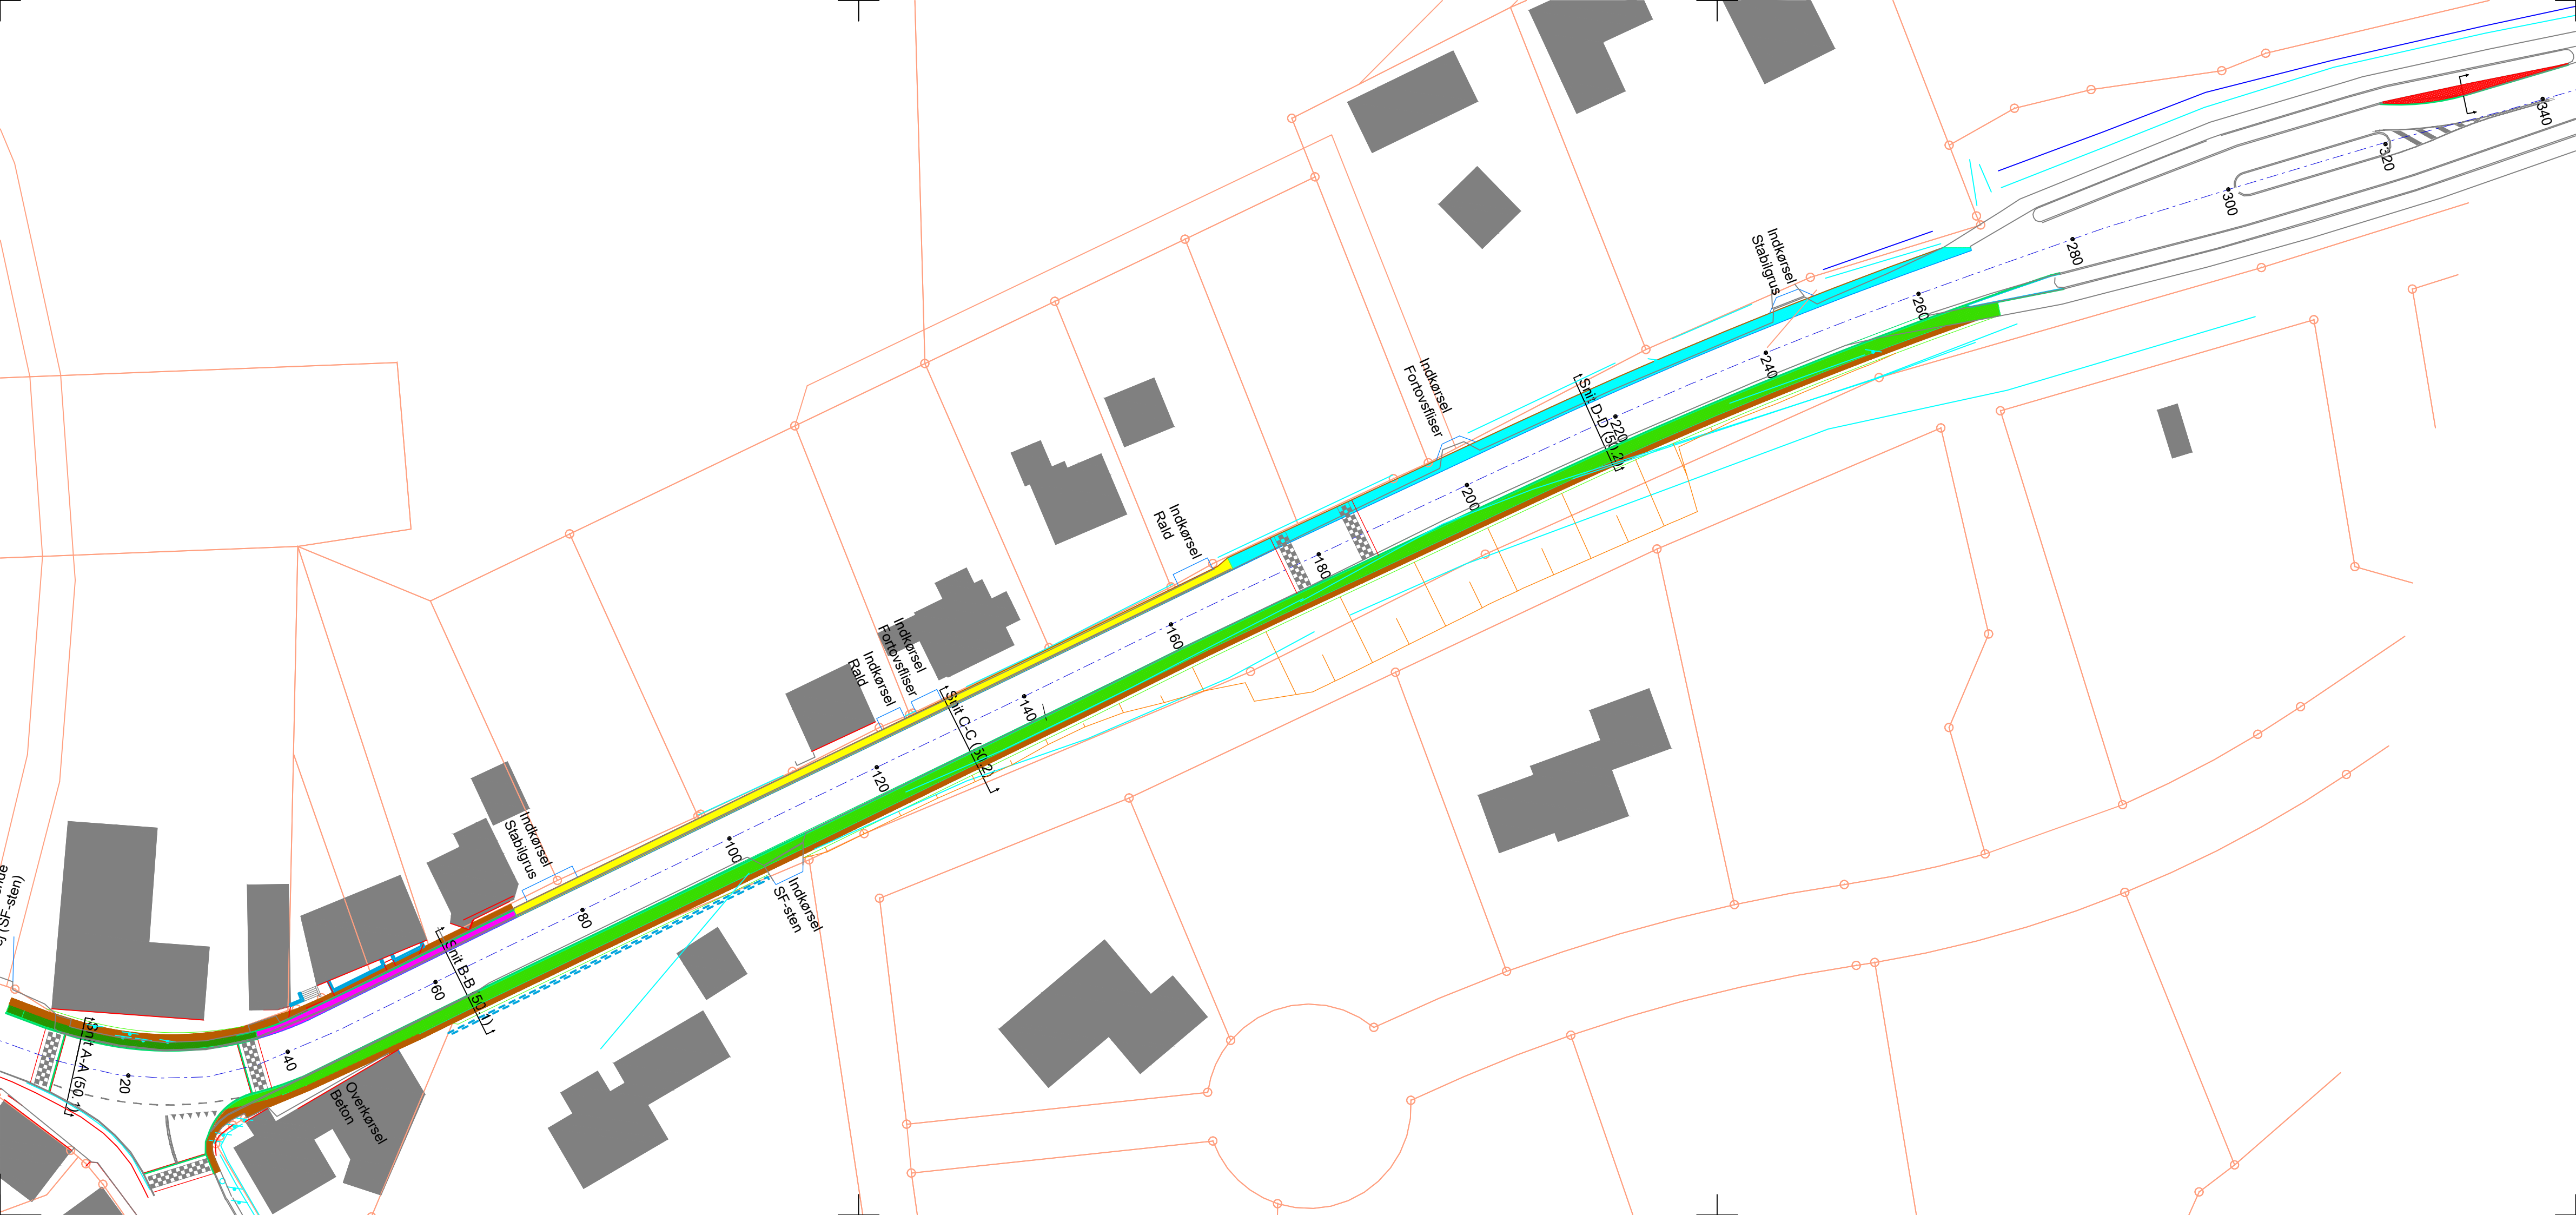 Indkørsel
Stabilgrus
340
320
300
280
260
240
Indkørsel
Fortovsfliser
Snit D-D (50.2)
220
200
Indkørsel
Rald
180
160
Indkørsel
Fortovsfliser
Indkørsel
Rald
Snit C-C (50.2)
140
120
100
Indkørsel
Stabilgrus
80
Indkørsel
SF-sten
(SF-sten)
Snit B-B (50.1)
60
40
20
Snit A-A (50.1)
Overkørsel
Beton